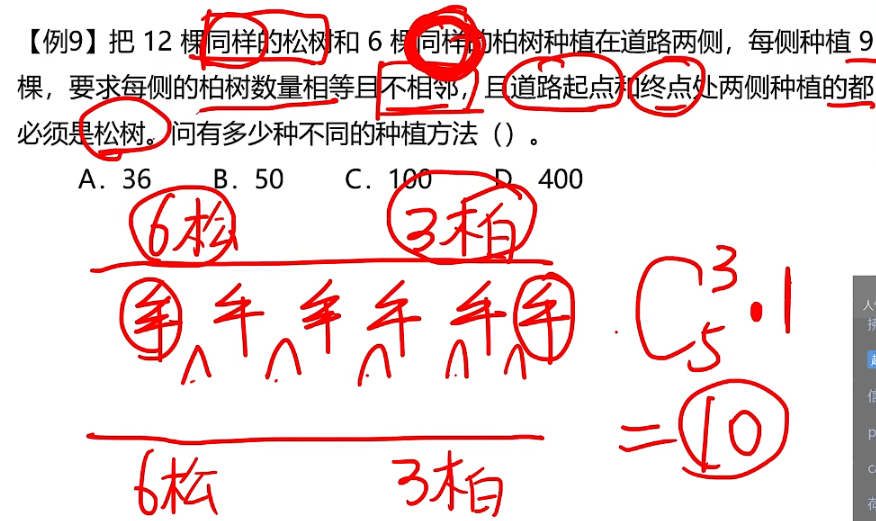 【例9】把 12 棵同样的松树和 6 棵同样的柏树种植在道路两侧，每侧种植 9
棵，要求每侧的柏树数量相等且不相邻，且道路起点和终点处两侧种植的都
必须是松树。问有多少种不同的种植方法（）。
A．36 B．50 C．100 D．400
6松 3柏
C 3 5 · 1
= 10
6松 3柏